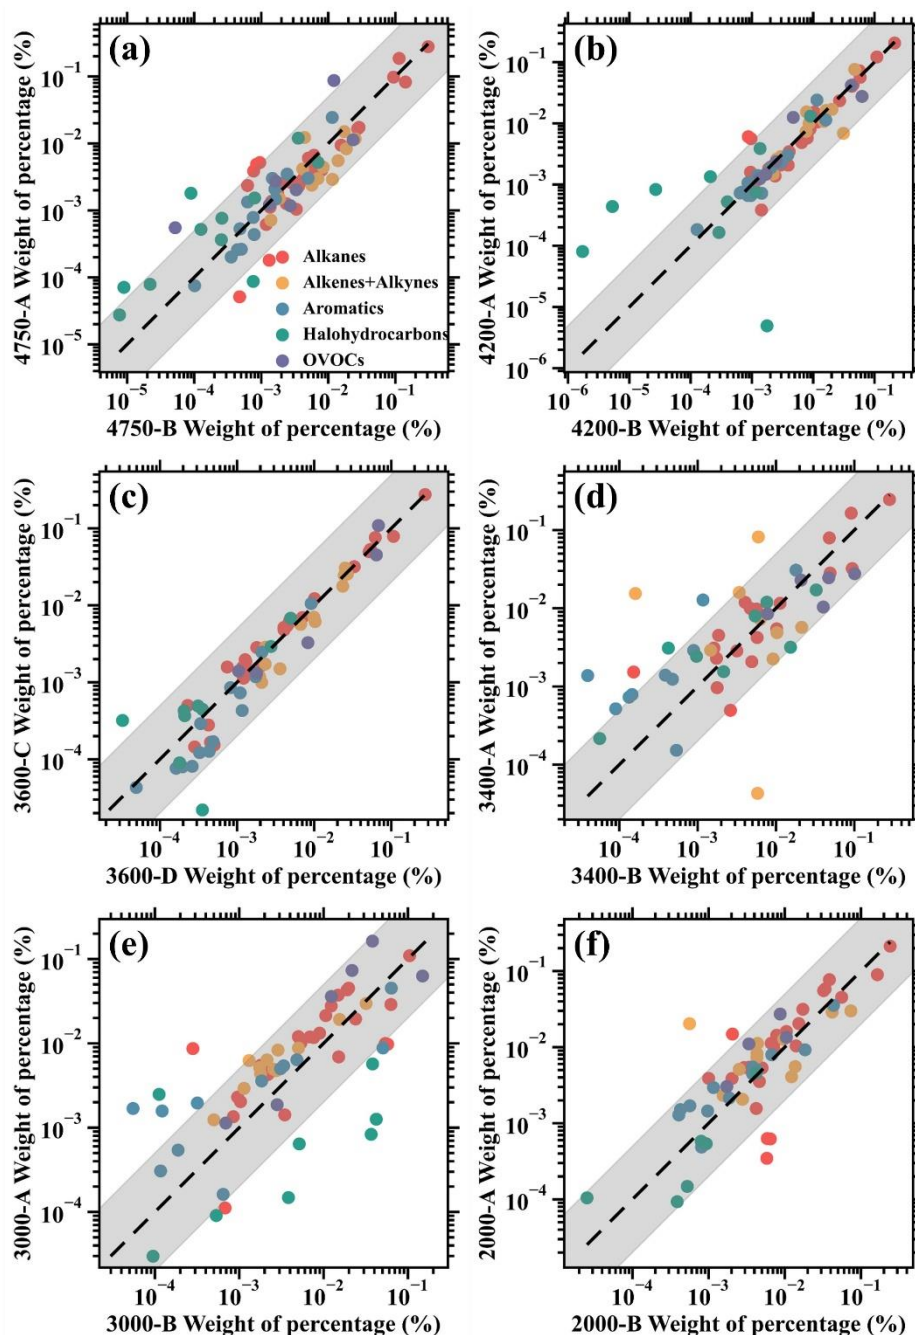 (a)
4750-A Weight of percentage (%)
10⁻¹
10⁻²
10⁻³
10⁻⁴
10⁻⁵
Alkanes
Alkenes+Alkynes
Aromatics
Halohydrocarbons
OVOCs
10⁻⁵ 10⁻⁴ 10⁻³ 10⁻² 10⁻¹
4750-B Weight of percentage (%)
(b)
4200-A Weight of percentage (%)
10⁻¹
10⁻²
10⁻³
10⁻⁴
10⁻⁵
10⁻⁶
10⁻⁶ 10⁻⁵ 10⁻⁴ 10⁻³ 10⁻² 10⁻¹
4200-B Weight of percentage (%)
(c)
3600-C Weight of percentage (%)
10⁻¹
10⁻²
10⁻³
10⁻⁴
10⁻⁴ 10⁻³ 10⁻² 10⁻¹
3600-D Weight of percentage (%)
(d)
3400-A Weight of percentage (%)
10⁻¹
10⁻²
10⁻³
10⁻⁴
10⁻⁴ 10⁻³ 10⁻² 10⁻¹
3400-B Weight of percentage (%)
(e)
3000-A Weight of percentage (%)
10⁻¹
10⁻²
10⁻³
10⁻⁴
10⁻⁴ 10⁻³ 10⁻² 10⁻¹
3000-B Weight of percentage (%)
(f)
2000-A Weight of percentage (%)
10⁻¹
10⁻²
10⁻³
10⁻⁴
10⁻⁴ 10⁻³ 10⁻² 10⁻¹
2000-B Weight of percentage (%)